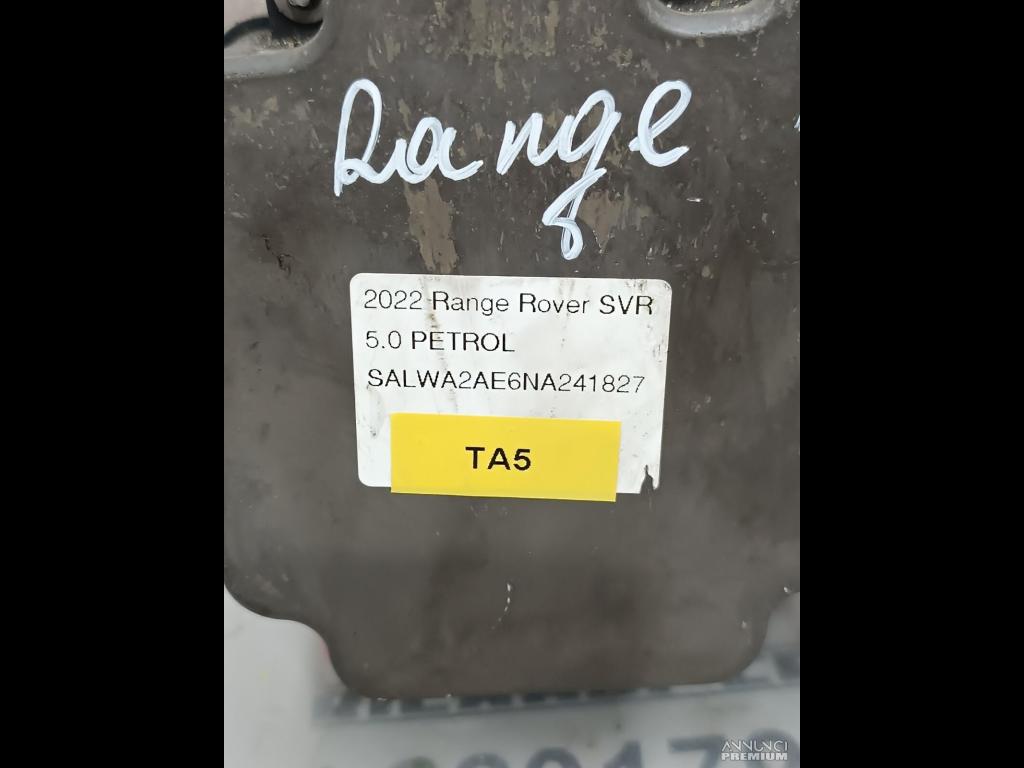 Range
2022 Range Rover SVR
5.0 PETROL
SALWA2AE6NA241827
TA5
ANNUNCI
PREMIUM